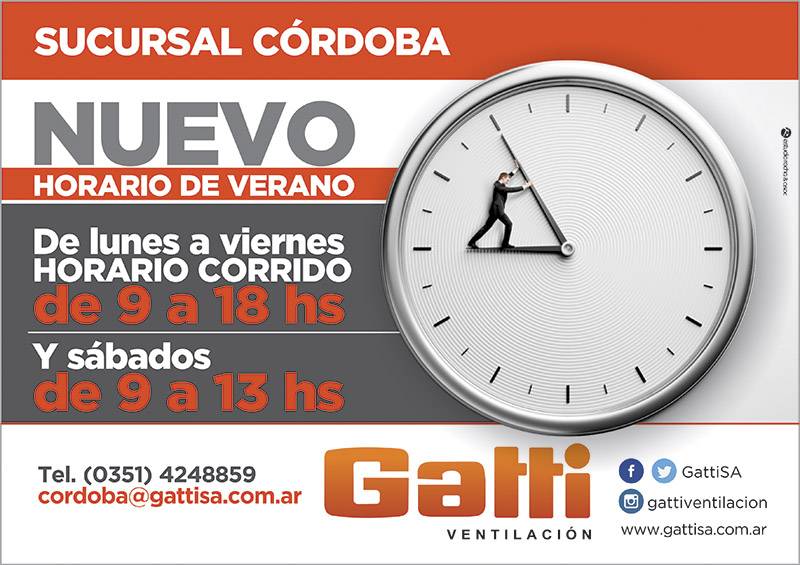 SUCURSAL CÓRDOBA
NUEVO
HORARIO DE VERANO
De lunes a viernes
HORARIO CORRIDO
de 9 a 18 hs
Y sábados
de 9 a 13 hs
Tel. (0351) 4248859
cordoba@gattisa.com.ar
Gatti
VENTILACIÓN
GattiSA
gattiventilacion
www.gattisa.com.ar